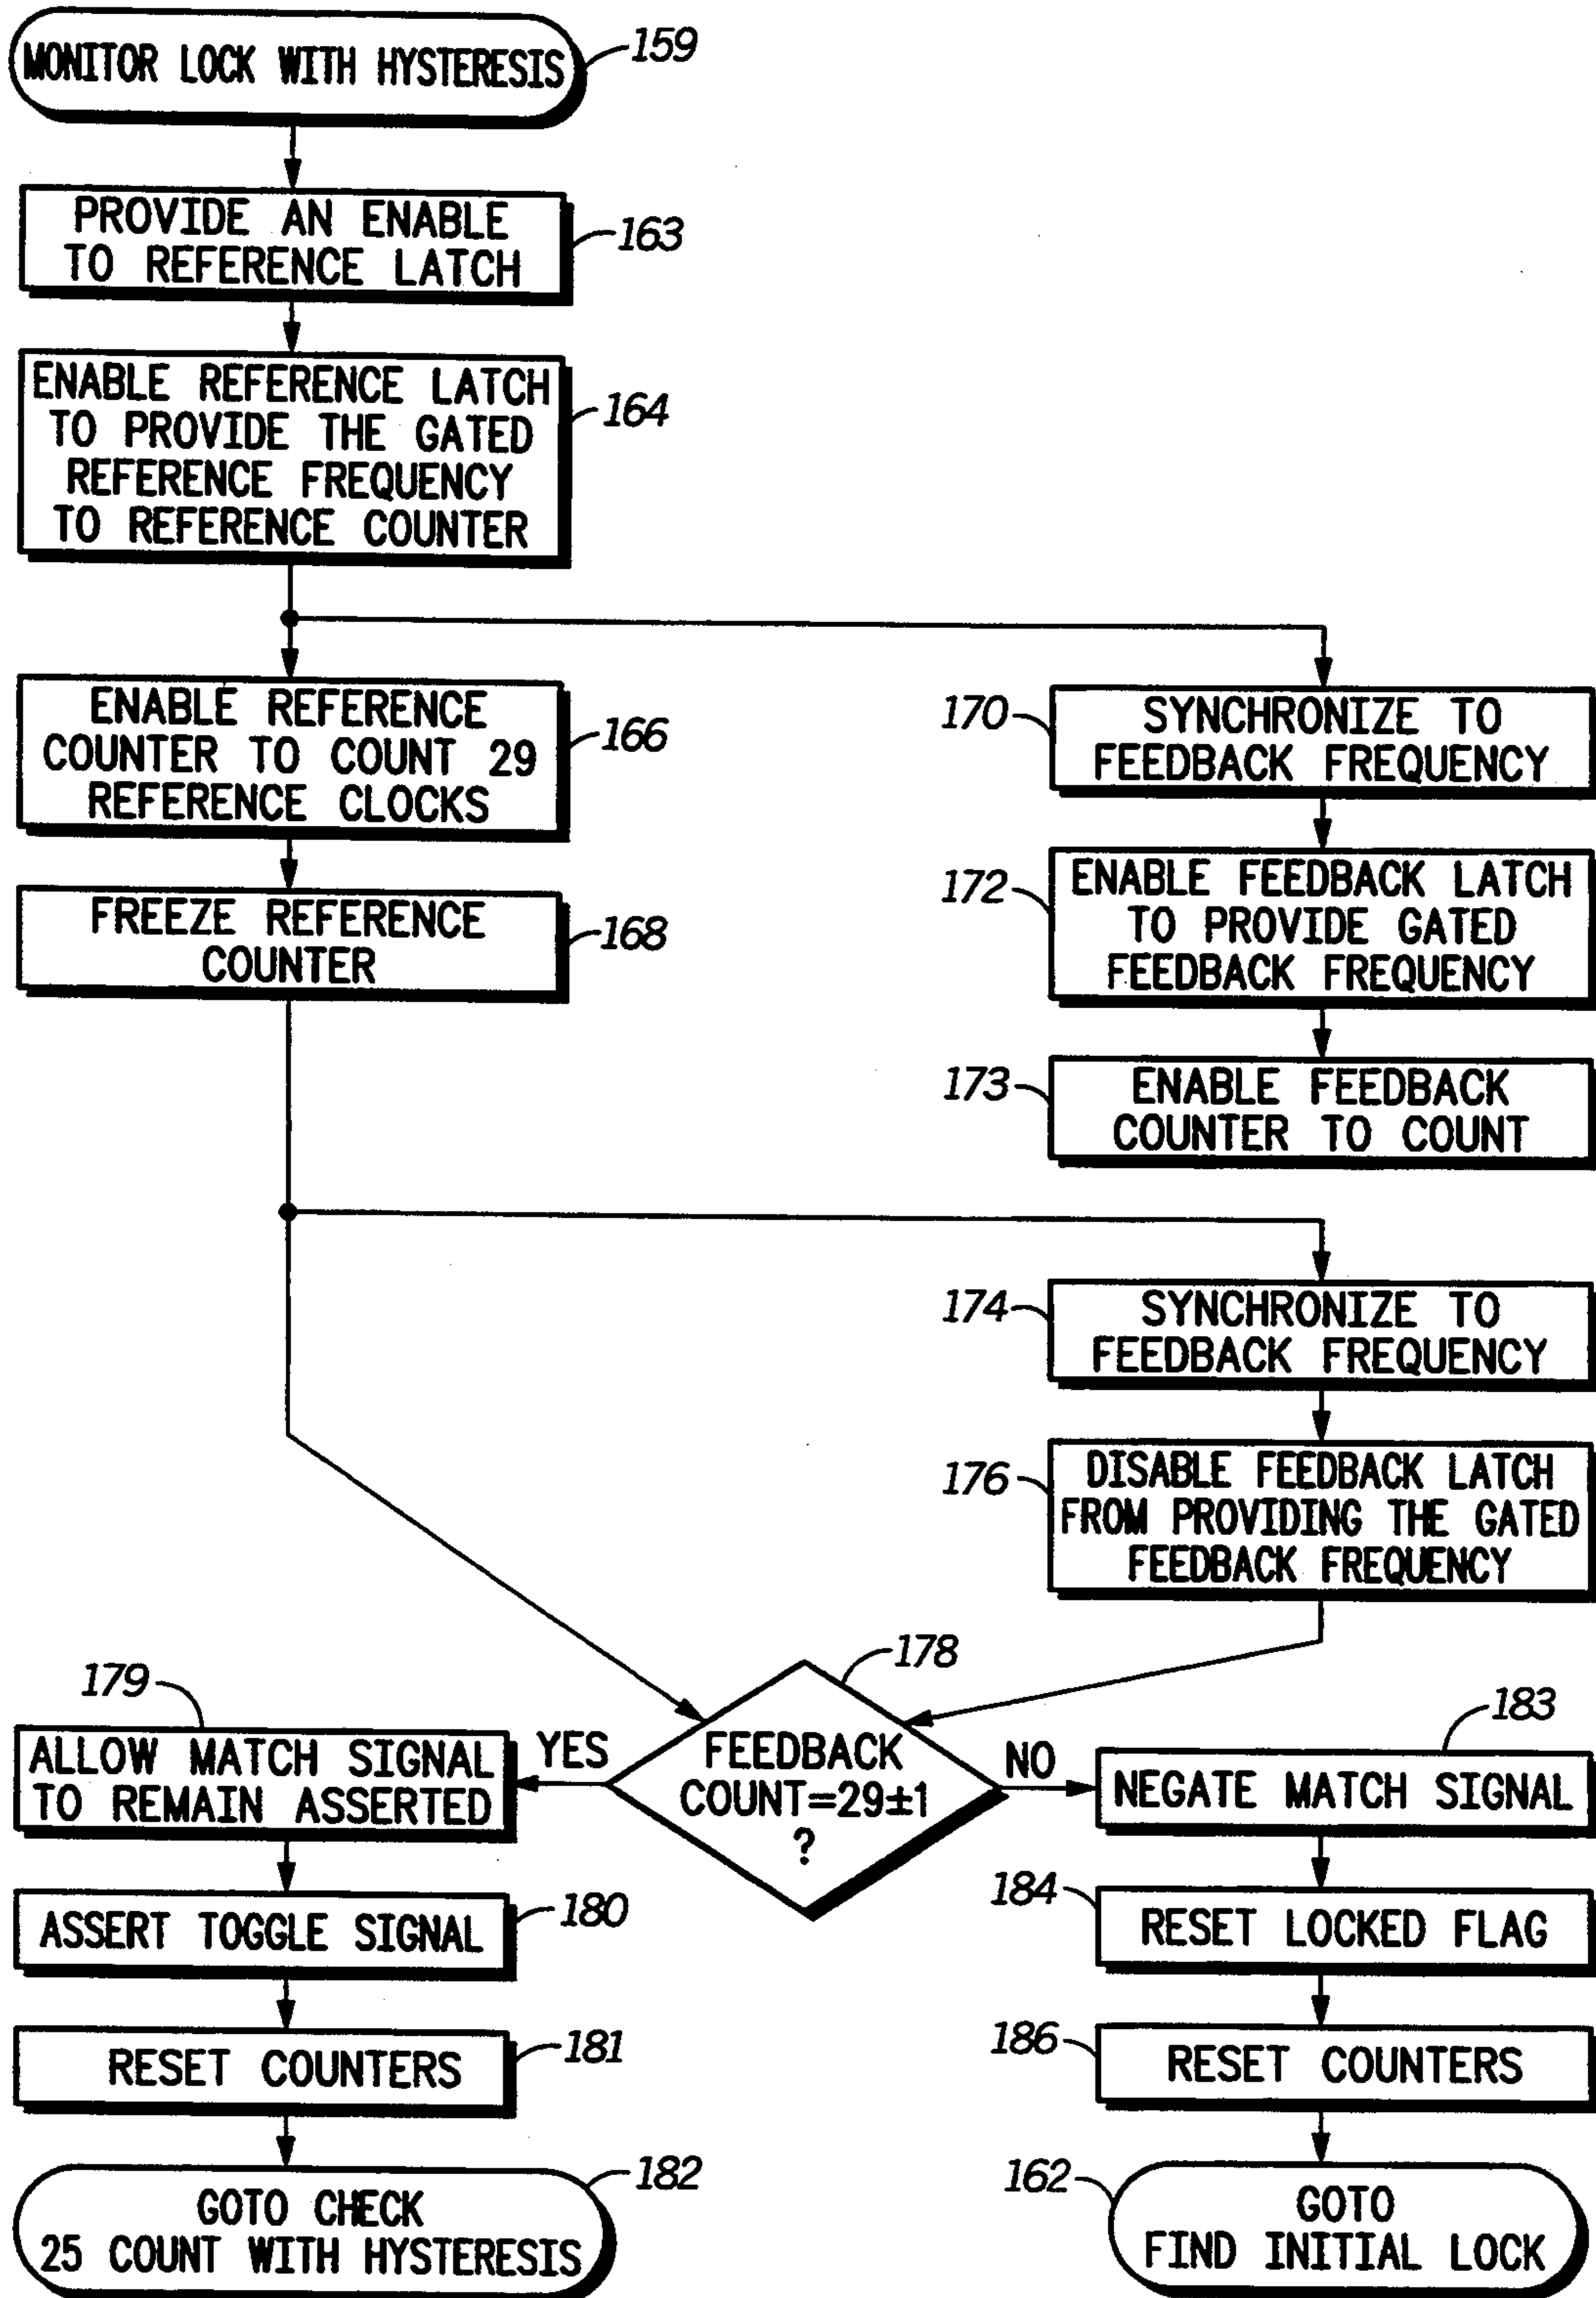 MONITOR LOCK WITH HYSTERESIS
159
PROVIDE AN ENABLE
TO REFERENCE LATCH
163
ENABLE REFERENCE LATCH
TO PROVIDE THE GATED
REFERENCE FREQUENCY
TO REFERENCE COUNTER
164
ENABLE REFERENCE
COUNTER TO COUNT 29
REFERENCE CLOCKS
166
FREEZE REFERENCE
COUNTER
168
170
SYNCHRONIZE TO
FEEDBACK FREQUENCY
172
ENABLE FEEDBACK LATCH
TO PROVIDE GATED
FEEDBACK FREQUENCY
173
ENABLE FEEDBACK
COUNTER TO COUNT
174
SYNCHRONIZE TO
FEEDBACK FREQUENCY
176
DISABLE FEEDBACK LATCH
FROM PROVIDING THE GATED
FEEDBACK FREQUENCY
178
FEEDBACK
COUNT=29±1
?
YES
NO
179
ALLOW MATCH SIGNAL
TO REMAIN ASSERTED
ASSERT TOGGLE SIGNAL
180
RESET COUNTERS
181
GOTO CHECK
25 COUNT WITH HYSTERESIS
182
183
NEGATE MATCH SIGNAL
184
RESET LOCKED FLAG
186
RESET COUNTERS
162
GOTO
FIND INITIAL LOCK